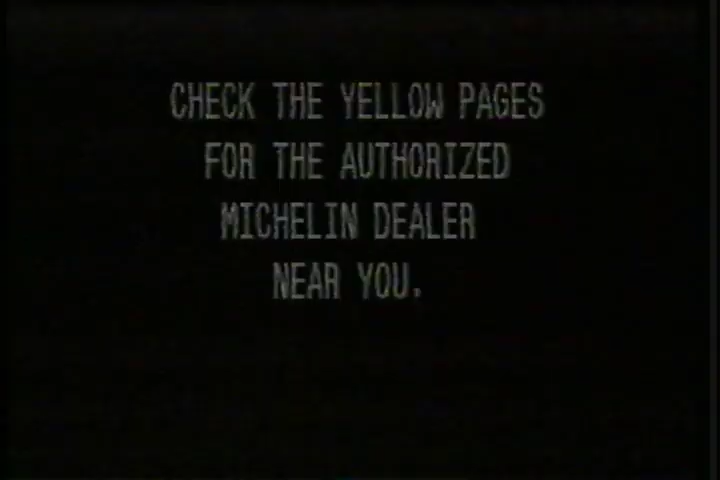 CHECK THE YELLOW PAGES
FOR THE AUTHORIZED
MICHELIN DEALER
NEAR YOU.